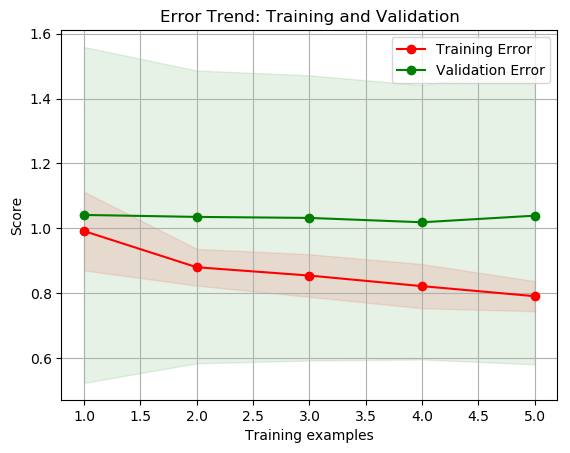 Error Trend: Training and Validation
Training Error
Validation Error
Score
1.6
1.4
1.2
1.0
0.8
0.6
1.0 1.5 2.0 2.5 3.0 3.5 4.0 4.5 5.0
Training examples